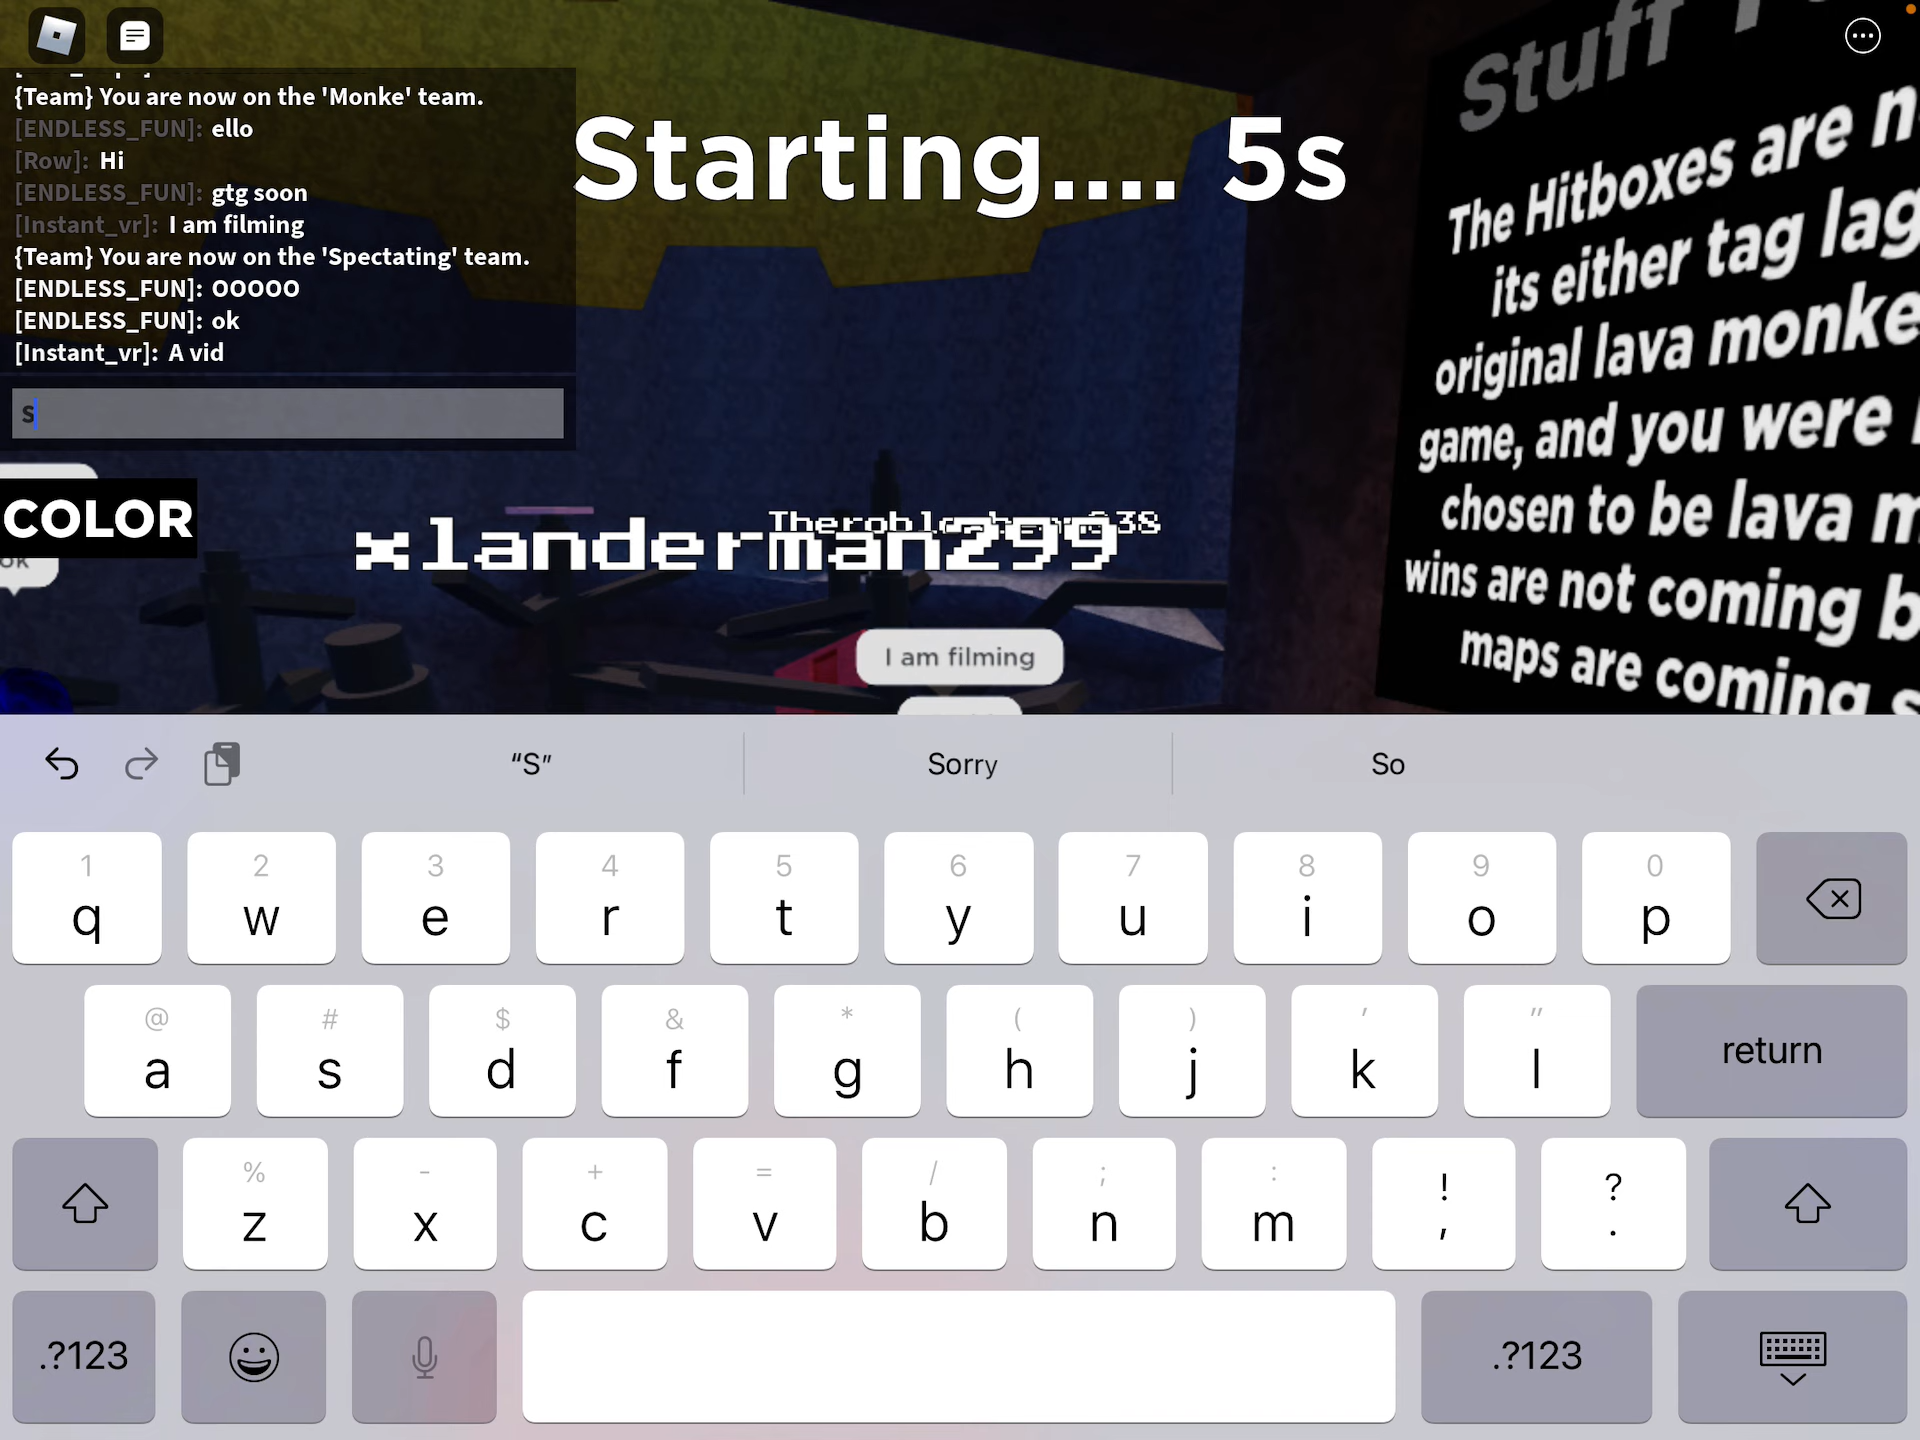 {Team} You are now on the 'Monke' team.
[ENDLESS_FUN]: ello
[Row]: Hi
[ENDLESS_FUN]: gtg soon
[Instant_vr]: I am filming
{Team} You are now on the 'Spectating' team.
[ENDLESS_FUN]: OOOOO
[ENDLESS_FUN]: ok
[Instant_vr]: A vid
s
Starting.... 5s
Stuff
The Hitboxes are
its either tag lag
original lava monke
game, and you were
chosen to be lava
wins are not coming
maps are coming
COLOR
ok
xlanderman299
I am filming
“S”
Sorry
So
1 2 3 4 5 6 7 8 9 0
q w e r t y u i o p
@ # $ & * ( ) ' "
a s d f g h j k l return
% - + = / ; : ! ?
z x c v b n m , .
.?123 .?123